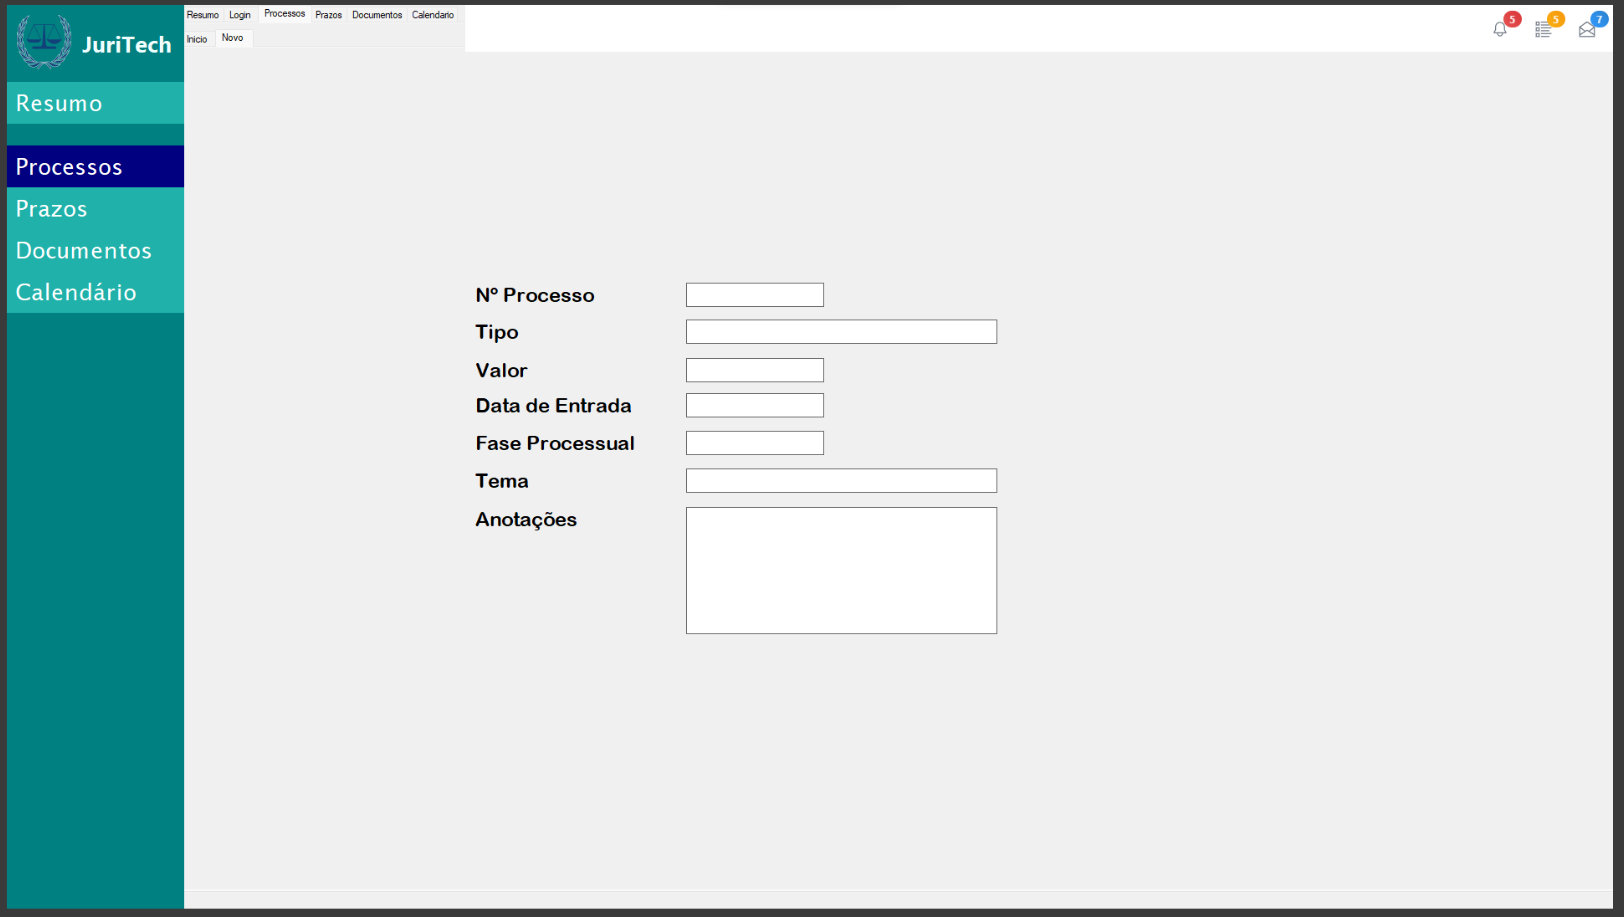 JuriTech
Resumo
Processos
Prazos
Documentos
Calendário
Resumo Login Processos Prazos Documentos Calendario
Inicio Novo
5 5 7
Nº Processo
Tipo
Valor
Data de Entrada
Fase Processual
Tema
Anotações